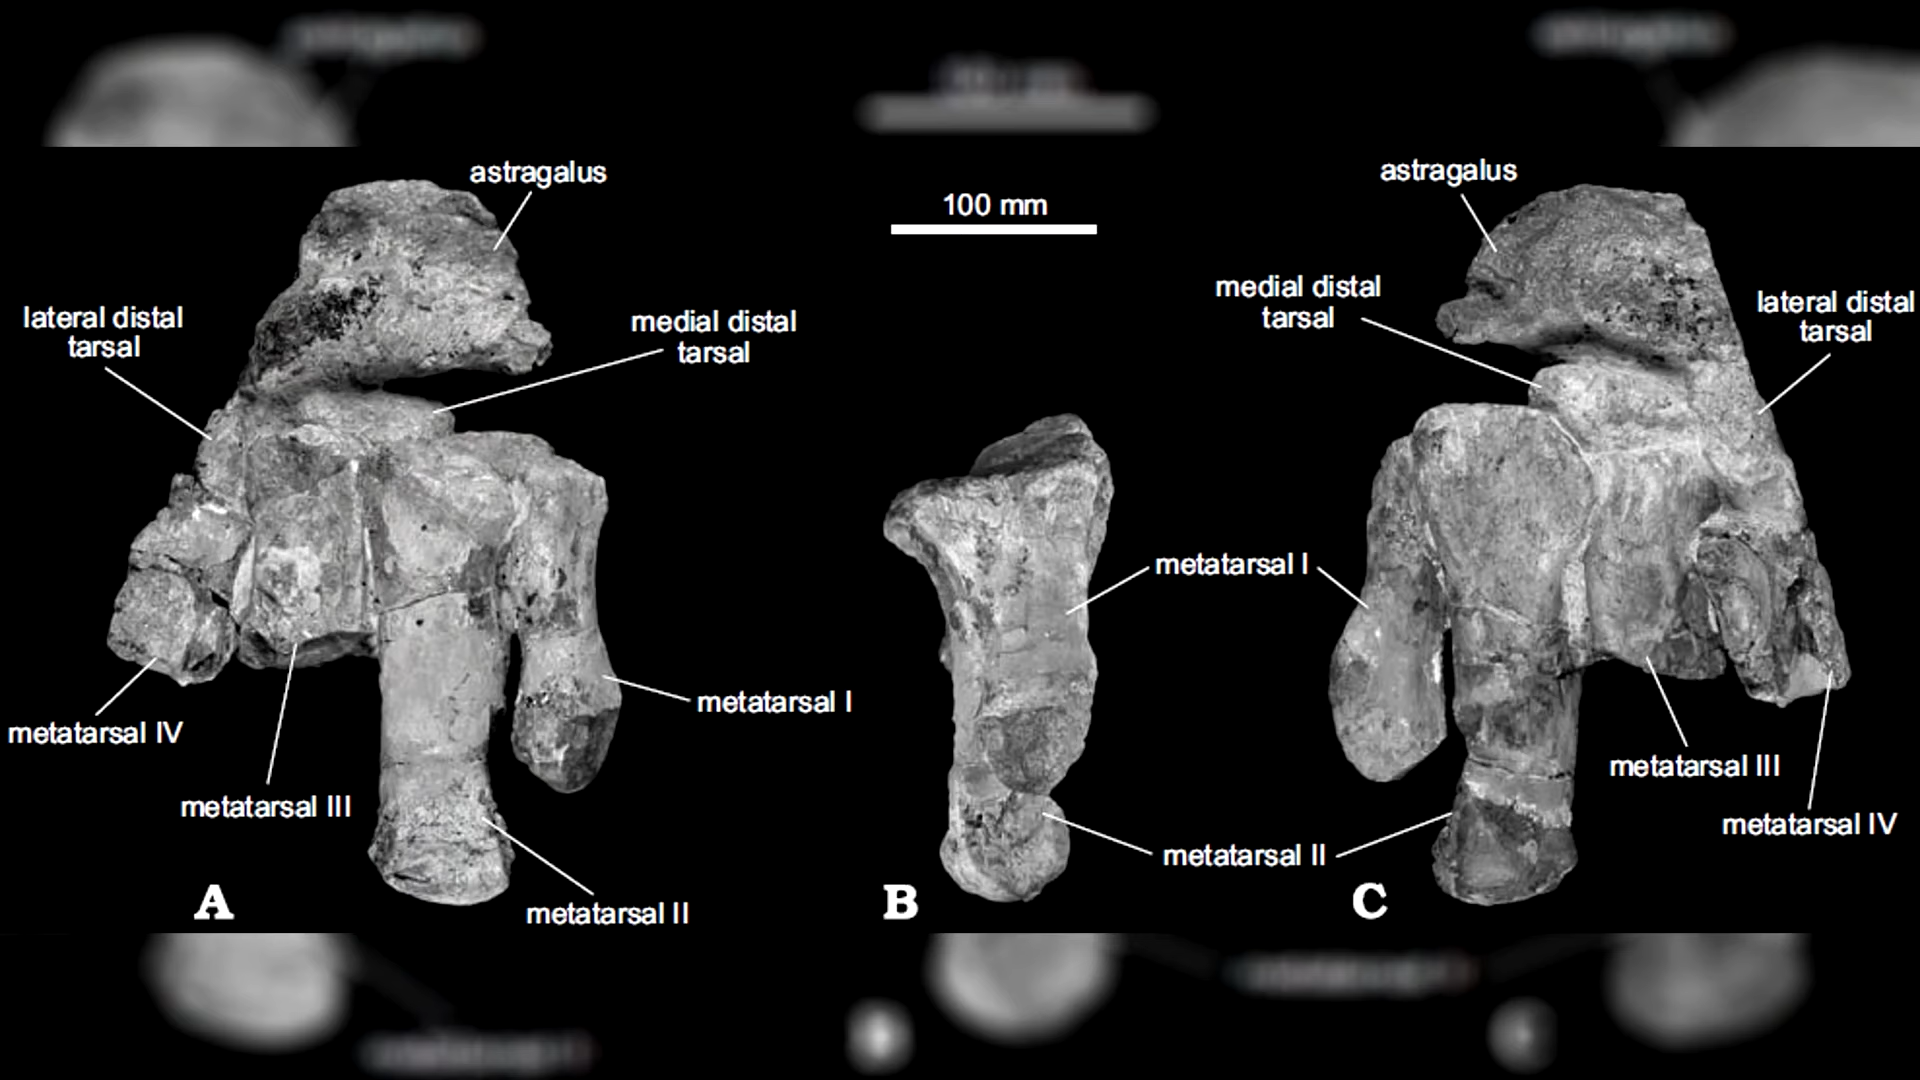 astragalus
lateral distal
tarsal
medial distal
tarsal
metatarsal IV
metatarsal III
metatarsal I
metatarsal II
A
100 mm
B
metatarsal I
metatarsal II
astragalus
medial distal
tarsal
lateral distal
tarsal
metatarsal III
metatarsal IV
C